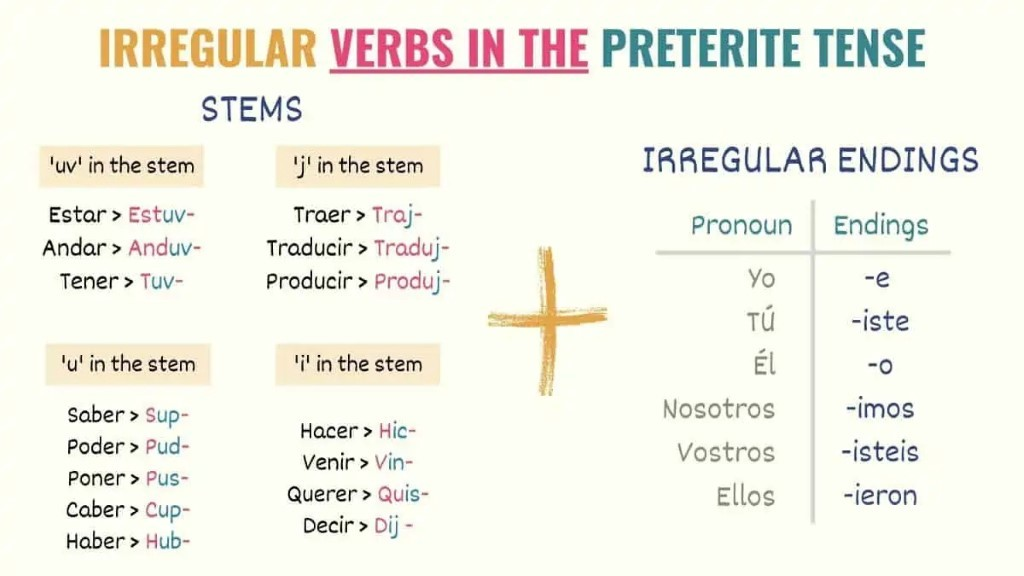 IRREGULAR VERBS IN THE PRETERITE TENSE
STEMS
'uv' in the stem
Estar > Estuv-
Andar > Anduv-
Tener > Tuv-
'j' in the stem
Traer > Traj-
Traducir > Traduj-
Producir > Produj-
'u' in the stem
Saber > Sup-
Poder > Pud-
Poner > Pus-
Caber > Cup-
Haber > Hub-
'i' in the stem
Hacer > Hic-
Venir > Vin-
Querer > Quis-
Decir > Dij -
IRREGULAR ENDINGS
Pronoun Endings
Yo -e
TÚ -iste
Él -o
Nosotros -imos
Vostros -isteis
Ellos -ieron